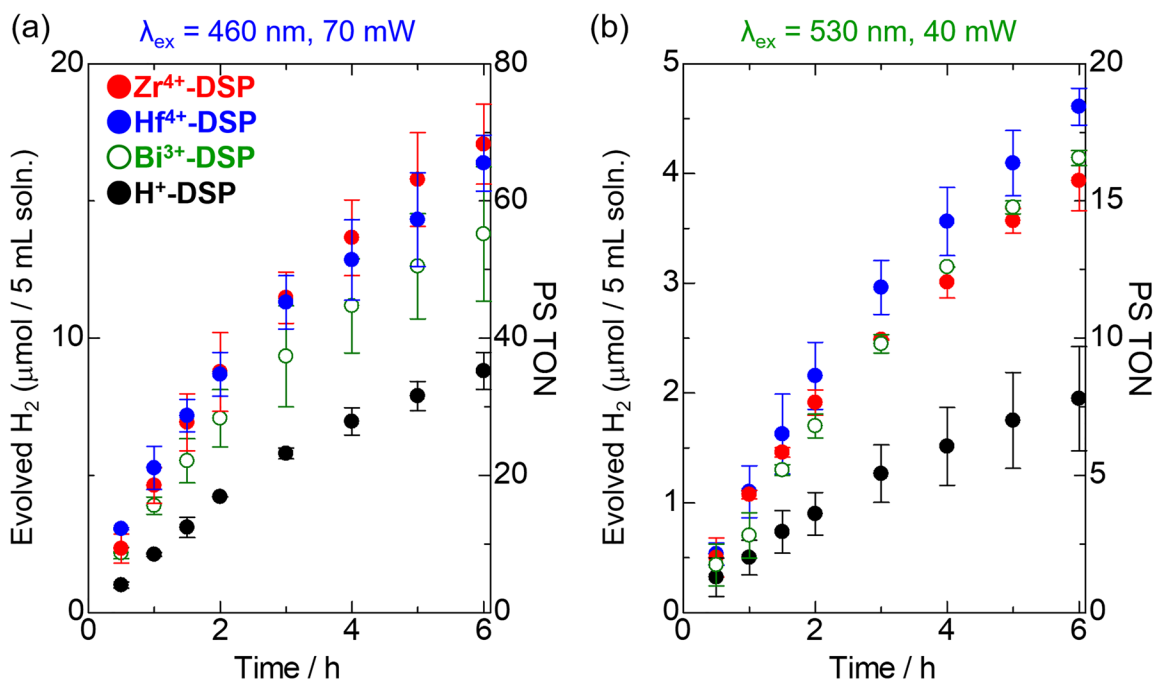 (a)
λex = 460 nm, 70 mW
20
10
0
Evolved H2 (μmol / 5 mL soln.)
Zr4+-DSP
Hf4+-DSP
Bi3+-DSP
H+-DSP
80
60
40
20
0
PS TON
0 2 4 6
Time / h
(b)
λex = 530 nm, 40 mW
5
4
3
2
1
0
Evolved H2 (μmol / 5 mL soln.)
20
15
10
5
0
PS TON
0 2 4 6
Time / h